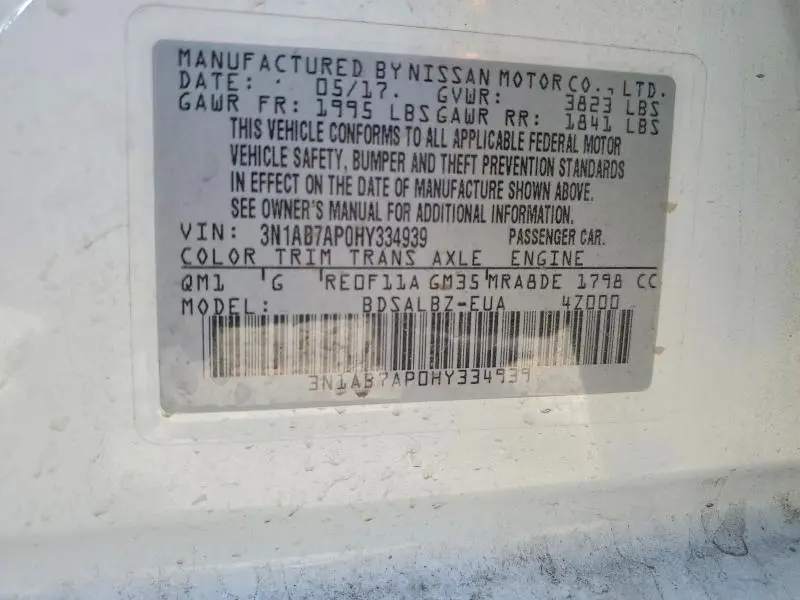 MANUFACTURED BY NISSAN MOTOR CO., LTD.
DATE: 05/17. GVWR: 3823 LBS
GAWR FR: 1995 LBS GAWR RR: 1841 LBS
THIS VEHICLE CONFORMS TO ALL APPLICABLE FEDERAL MOTOR
VEHICLE SAFETY, BUMPER AND THEFT PREVENTION STANDARDS
IN EFFECT ON THE DATE OF MANUFACTURE SHOWN ABOVE.
SEE OWNER'S MANUAL FOR ADDITIONAL INFORMATION.
VIN: 3N1AB7AP0HY334939 PASSENGER CAR.
COLOR TRIM TRANS AXLE ENGINE
QM1 G RE0F11A GM35 MRA8DE 1798 CC
MODEL: BDSALBZ-EUA 4Z000
3N1AB7AP0HY334939